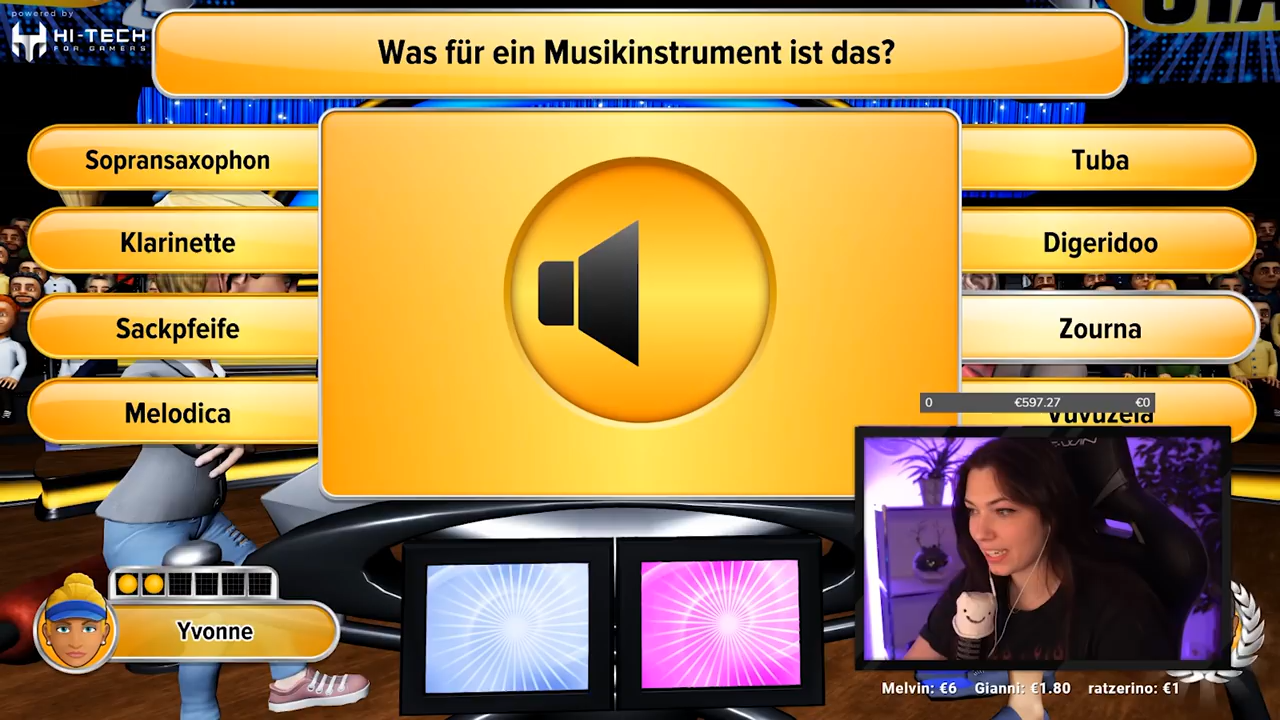 powered by
HI-TECH
FOR GAMERS
Was für ein Musikinstrument ist das?
Sopransaxophon
Klarinette
Sackpfeife
Melodica
Tuba
Digeridoo
Zourna
Vuvuzela
0 €597.27 €0
Yvonne
Melvin: €6 Gianni: €1.80 ratzerino: €1